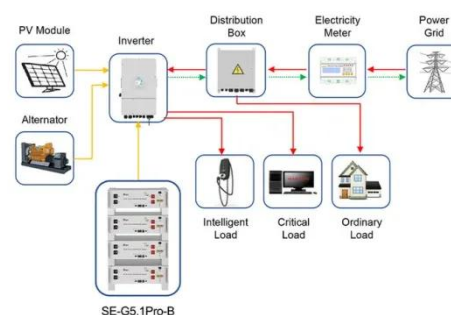 PV Module
Inverter
Distribution
Box
Electricity
Meter
Power
Grid
Alternator
Intelligent
Load
Critical
Load
Ordinary
Load
SE-G5.1Pro-B